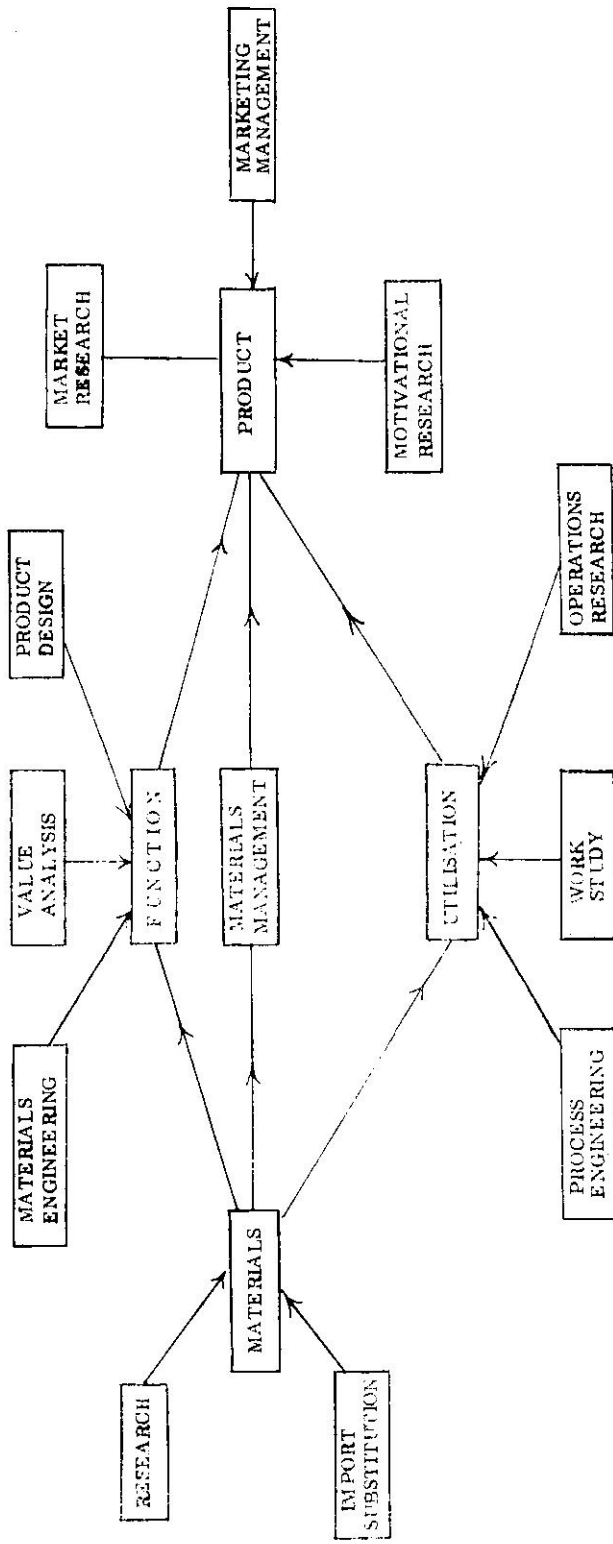 MATERIALS
ENGINEERING
VALUE
ANALYSIS
PRODUCT
DESIGN
MARKET
RESEARCH
RESEARCH
FUNCTION
MATERIALS
MATERIALS
MANAGEMENT
PRODUCT
MARKETING
MANAGEMENT
IMPORT
SUBSTITUTION
UTILISATION
MOTIVATIONAL
RESEARCH
PROCESS
ENGINEERING
WORK
STUDY
OPERATIONS
RESEARCH